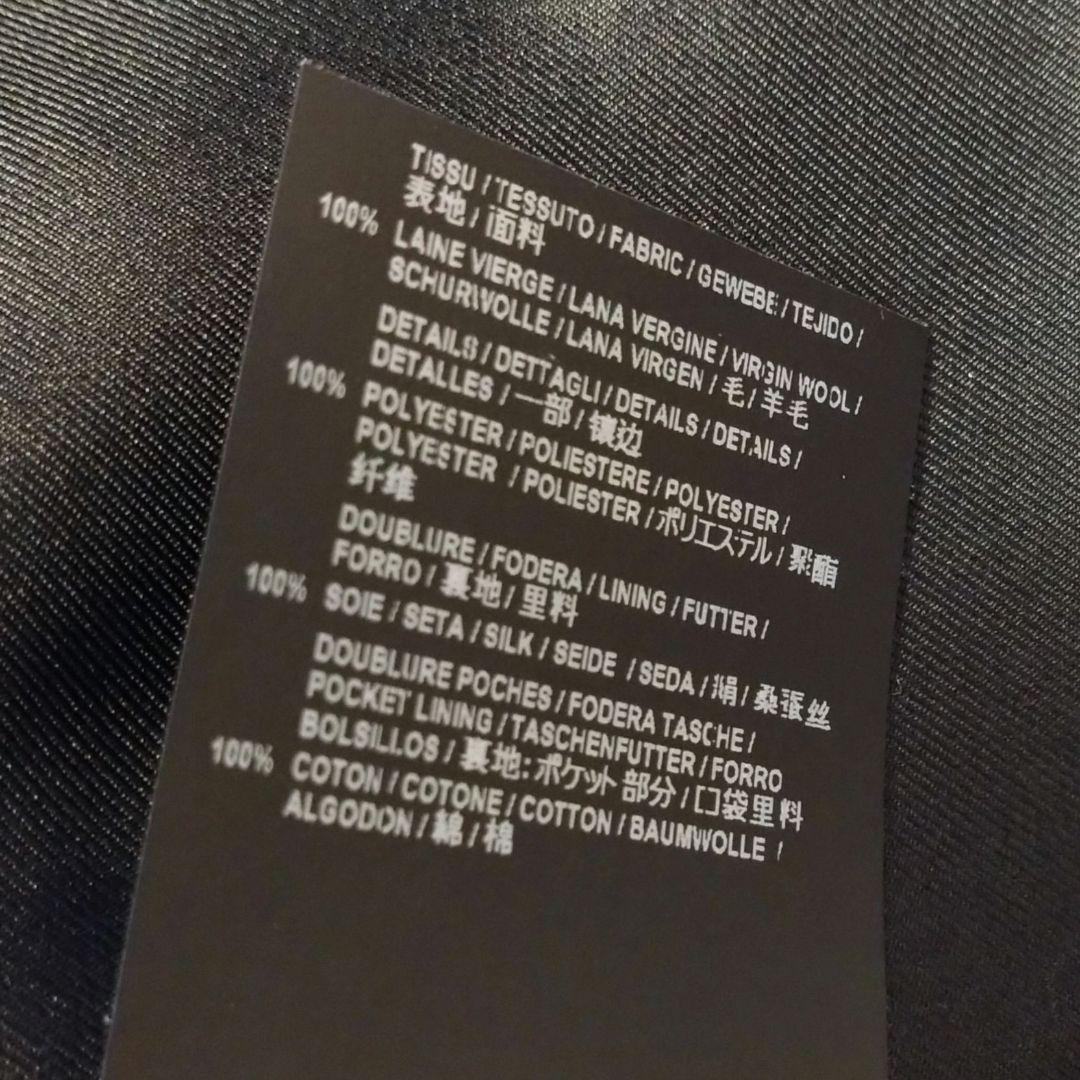 TISSU / TESSUTO / FABRIC / GEWEBE / TEJIDO /
表地 / 面料
100% LAINE VIERGE / LANA VERGINE / VIRGIN WOOL /
SCHURWOLLE / LANA VIRGEN / 毛 / 羊毛
DETAILS / DETTAGLI / DETAILS / DETAILS /
DETALLES / 一部 / 镶边
100% POLYESTER / POLIESTERE / POLYESTER /
POLYESTER / POLIESTER / ポリエステル / 聚酯
纤维
DOUBLURE / FODERA / LINING / FUTTER /
FORRO / 裏地 / 里料
100% SOIE / SETA / SILK / SEIDE / SEDA / 絹 / 桑蚕丝
DOUBLURE POCHES / FODERA TASCHE /
POCKET LINING / TASCHENFUTTER / FORRO
BOLSILLOS / 裏地:ポケット部分 / 口袋里料
100% COTON / COTONE / COTTON / BAUMWOLLE /
ALGODON / 綿 / 棉